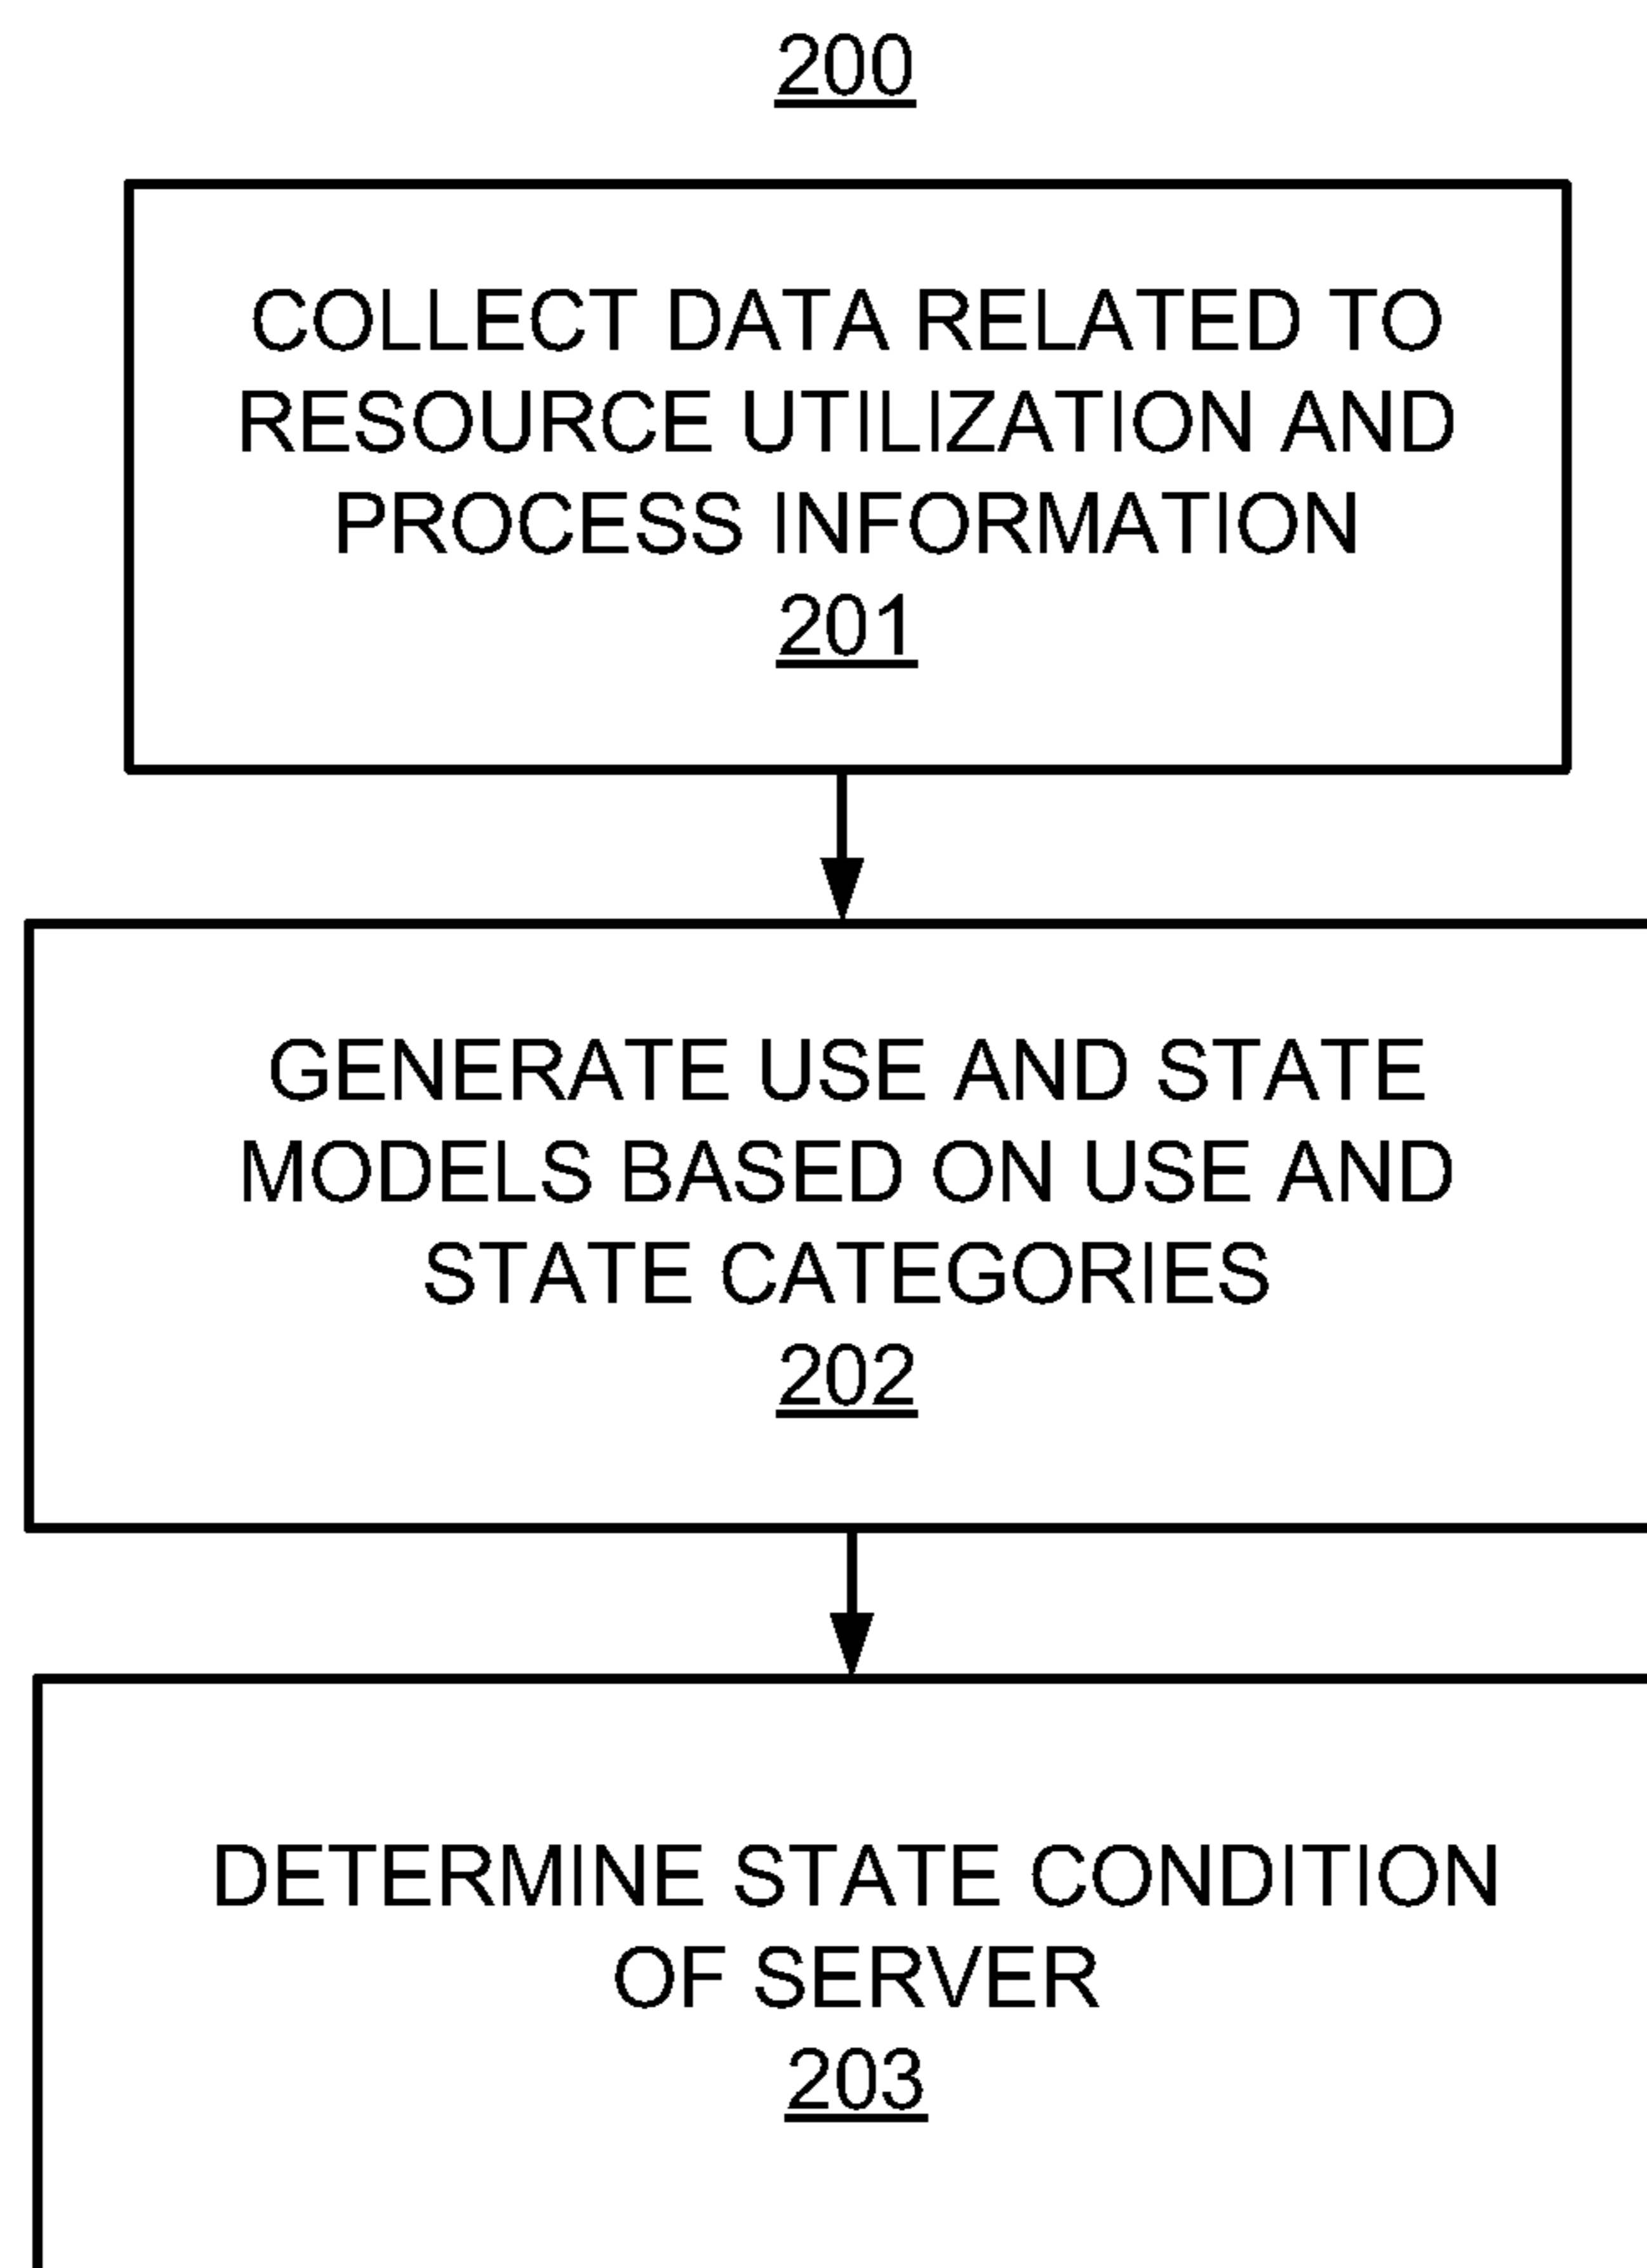 200
COLLECT DATA RELATED TO
RESOURCE UTILIZATION AND
PROCESS INFORMATION
201
GENERATE USE AND STATE
MODELS BASED ON USE AND
STATE CATEGORIES
202
DETERMINE STATE CONDITION
OF SERVER
203